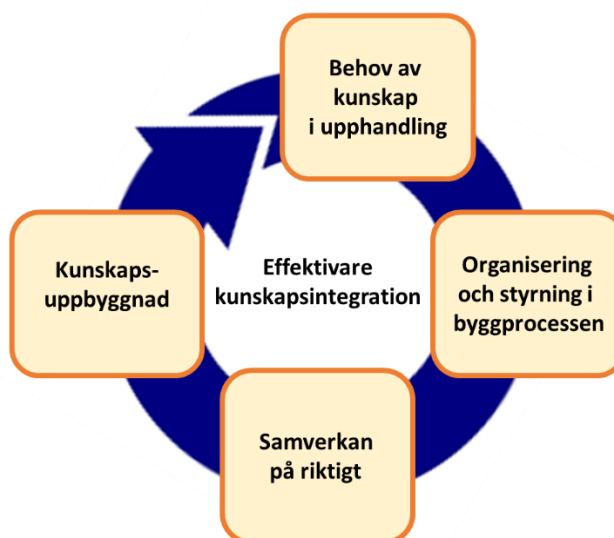 Behov av
kunskap
i upphandling
Organisering
och styrning i
byggprocessen
Samverkan
på riktigt
Kunskaps-
uppbyggnad
Effektivare
kunskapsintegration